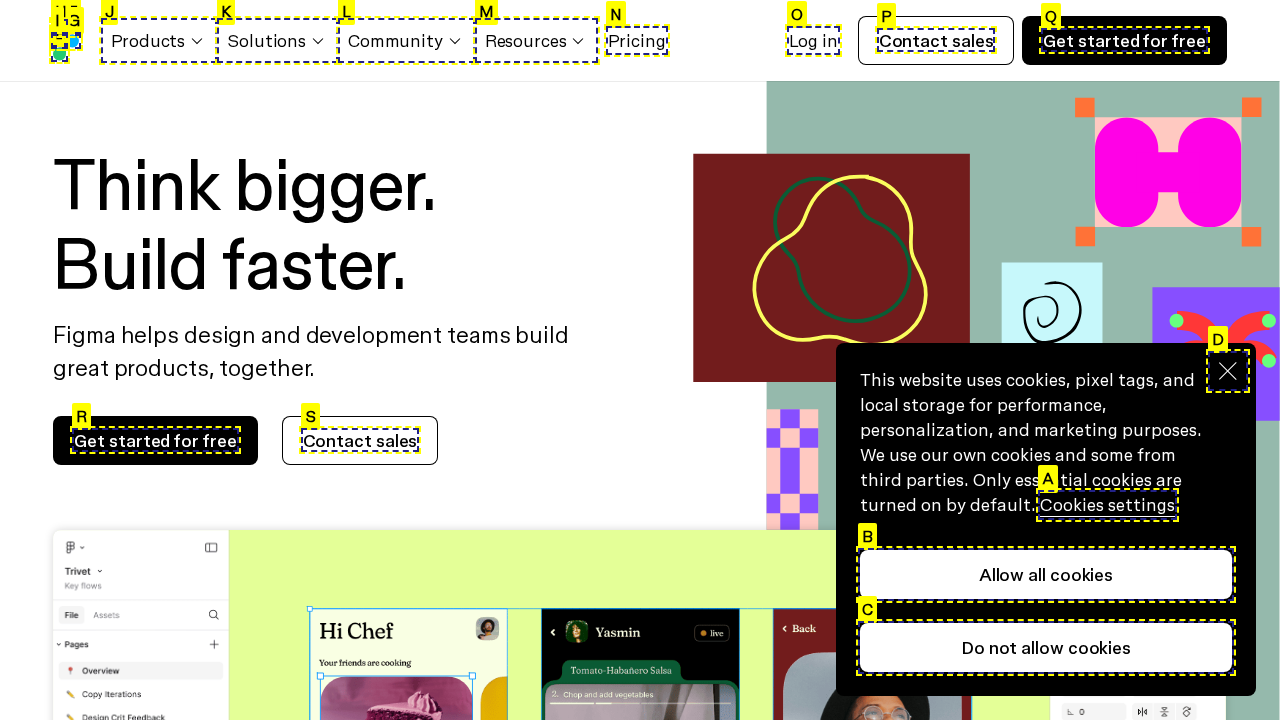 J
K
L
M
N
O
P
Q
I
G
Products
Solutions
Community
Resources
Pricing
Log in
Contact sales
Get started for free
Think bigger.
Build faster.
Figma helps design and development teams build
great products, together.
R
Get started for free
S
Contact sales
D
This website uses cookies, pixel tags, and
local storage for performance,
personalization, and marketing purposes.
We use our own cookies and some from
third parties. Only essential cookies are
A
turned on by default. Cookies settings
B
Allow all cookies
C
Do not allow cookies
Trivet
Key flows
File
Assets
Pages
Overview
Copy Iterations
Design Crit Feedback
Hi Chef
Your friends are cooking
Yasmin
live
Tomato-Habañero Salsa
2. Chop and add vegetables
Back
0